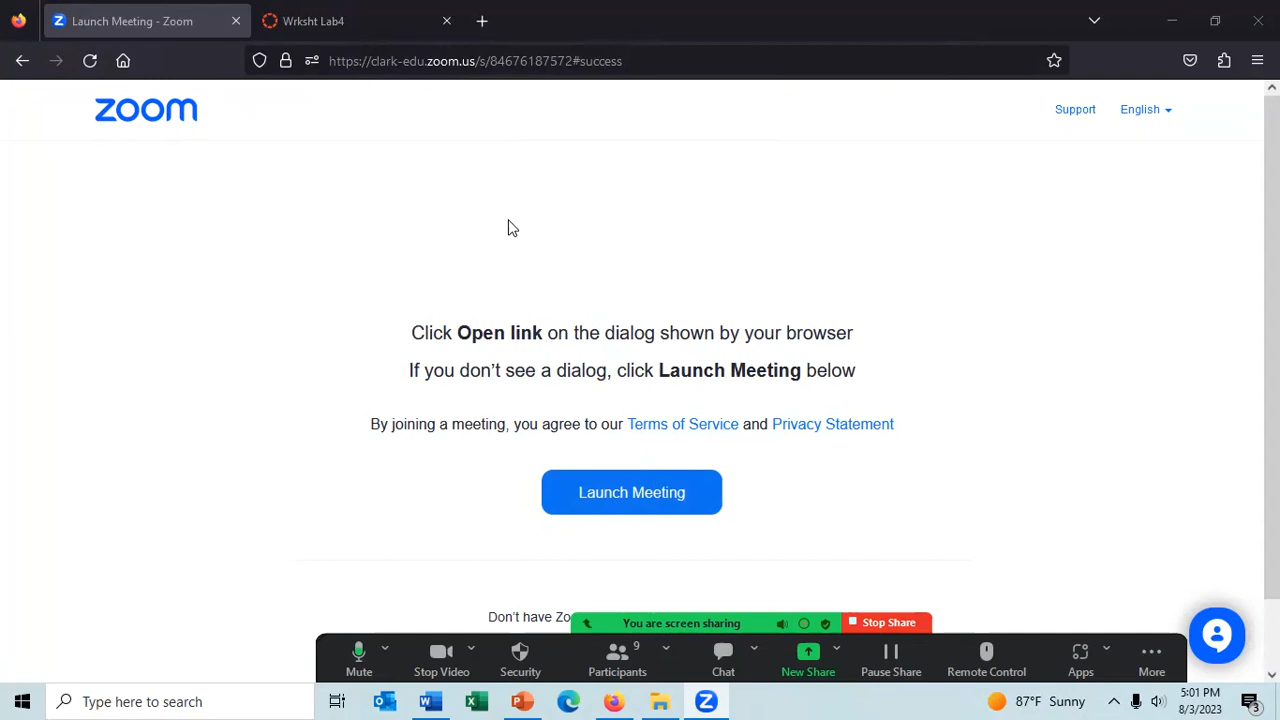 Launch Meeting - Zoom
Wrksht Lab4
https://clark-edu.zoom.us/s/84676187572#success
zoom
Support
English
Click Open link on the dialog shown by your browser
If you don’t see a dialog, click Launch Meeting below
By joining a meeting, you agree to our Terms of Service and Privacy Statement
Launch Meeting
Don’t have Zo
You are screen sharing
Stop Share
9
Mute
Stop Video
Security
Participants
Chat
New Share
Pause Share
Remote Control
Apps
More
Type here to search
87°F Sunny
5:01 PM
8/3/2023
3